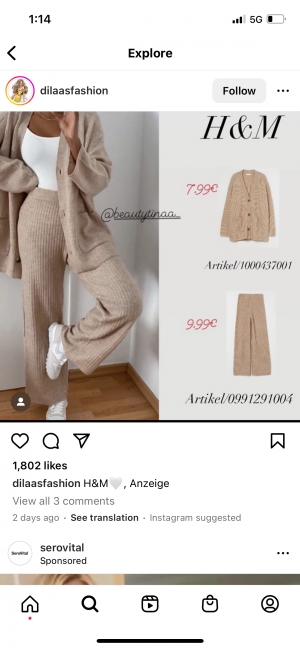 1:14 5G
Explore
dilaasfashion Follow
H&M
7.99€
@beautytinaa_
Artikel/1000437001
9.99€
Artikel/0991291004
1,802 likes
dilaasfashion H&M🤍, Anzeige
View all 3 comments
2 days ago · See translation · Instagram suggested
SeroVital
serovital
Sponsored